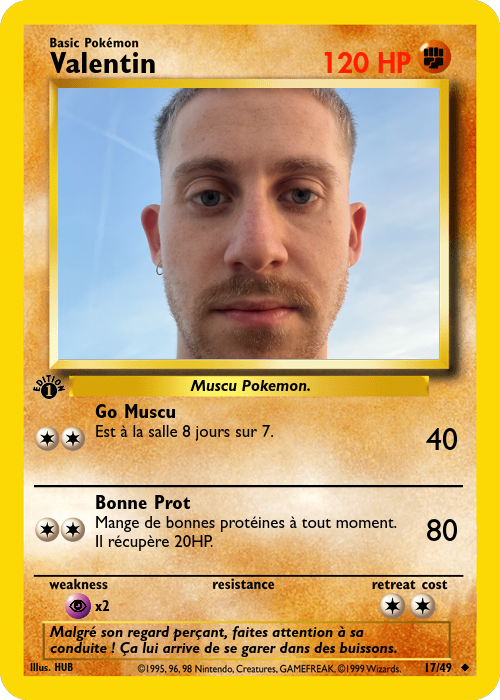 Basic Pokémon
Valentin
120 HP
Muscu Pokemon.
EDITION
1
Go Muscu
Est à la salle 8 jours sur 7.
40
Bonne Prot
Mange de bonnes protéines à tout moment.
Il récupère 20HP.
80
weakness
resistance
retreat cost
x2
Malgré son regard perçant, faites attention à sa
conduite ! Ça lui arrive de se garer dans des buissons.
Illus. HUB
©1995, 96, 98 Nintendo, Creatures, GAMEFREAK, ©1999 Wizards.
17/49